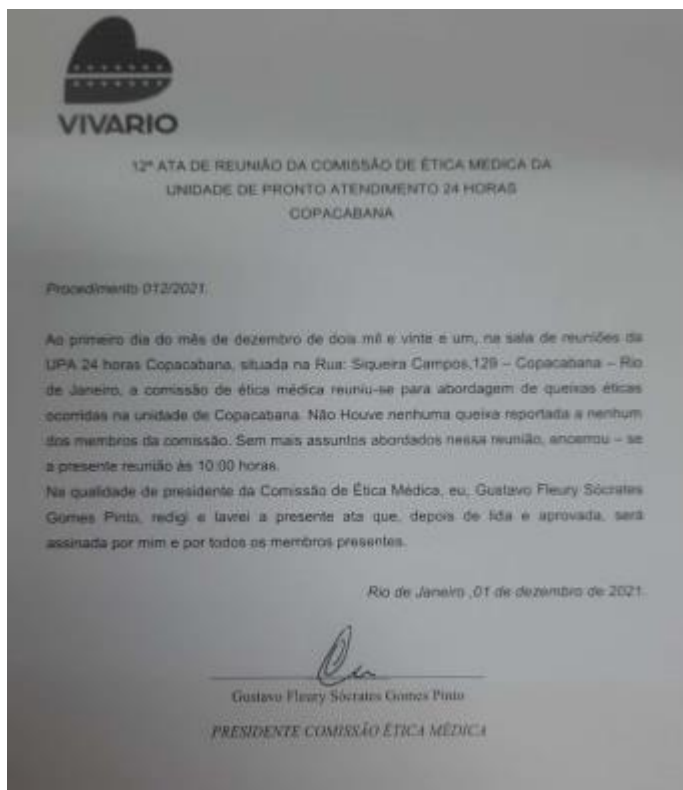 VIVARIO
12ª ATA DE REUNIÃO DA COMISSÃO DE ÉTICA MEDICA DA
UNIDADE DE PRONTO ATENDIMENTO 24 HORAS
COPACABANA
Procedimento 012/2021.
Ao primeiro dia do mês de dezembro de dois mil e vinte e um, na sala de reuniões da
UPA 24 horas Copacabana, situada na Rua: Siqueira Campos,129 – Copacabana – Rio
de Janeiro, a comissão de ética médica reuniu-se para abordagem de queixas éticas
ocorridas na unidade de Copacabana. Não Houve nenhuma queixa reportada a nenhum
dos membros da comissão. Sem mais assuntos abordados nessa reunião, encerrou – se
a presente reunião às 10:00 horas.
Na qualidade de presidente da Comissão de Ética Médica, eu, Gustavo Fleury Sócrates
Gomes Pinto, redigi e lavrei a presente ata que, depois de lida e aprovada, será
assinada por mim e por todos os membros presentes.
Rio de Janeiro ,01 de dezembro de 2021.
Gustavo Fleury Sócrates Gomes Pinto
PRESIDENTE COMISSÃO ÉTICA MÉDICA